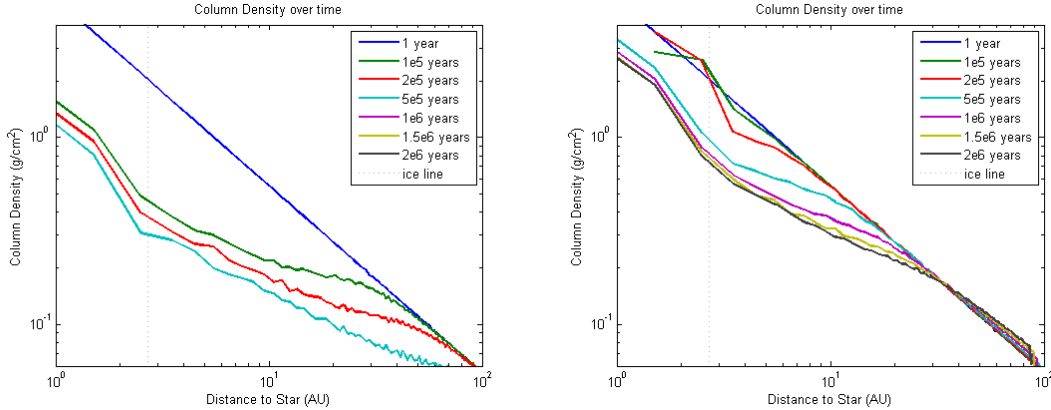 Column Density over time
Column Density (g/cm²)
10⁰
10⁻¹
1 year
1e5 years
2e5 years
5e5 years
1e6 years
1.5e6 years
2e6 years
ice line
10⁰
10¹
10²
Distance to Star (AU)
Column Density over time
Column Density (g/cm²)
10⁰
10⁻¹
1 year
1e5 years
2e5 years
5e5 years
1e6 years
1.5e6 years
2e6 years
ice line
10⁰
10¹
10²
Distance to Star (AU)